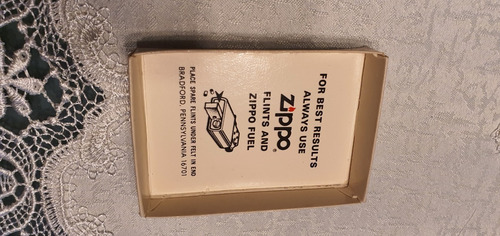 FOR BEST RESULTS
ALWAYS USE
Zippo®
FLINTS AND
ZIPPO FUEL
PLACE SPARE FLINTS UNDER FELT IN END
BRADFORD, PENNSYLVANIA 16701